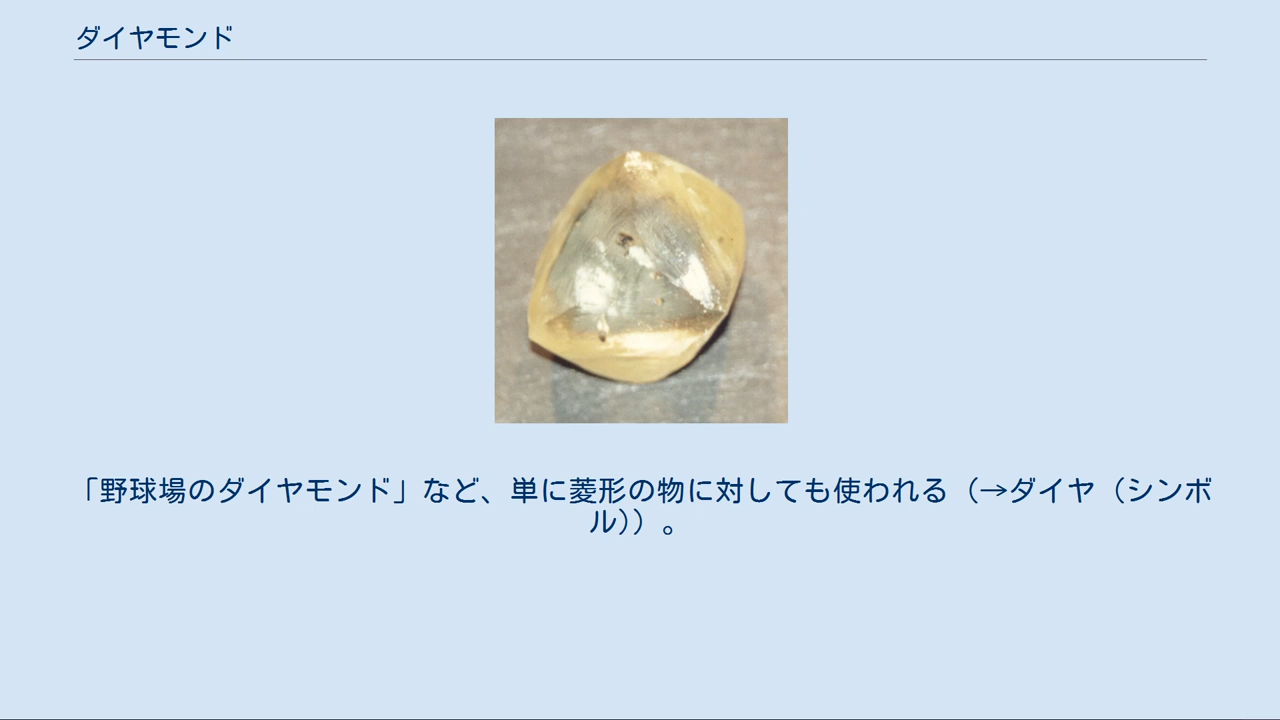 ダイヤモンド
「野球場のダイヤモンド」など、単に菱形の物に対しても使われる（→ダイヤ（シンボ
ル））。